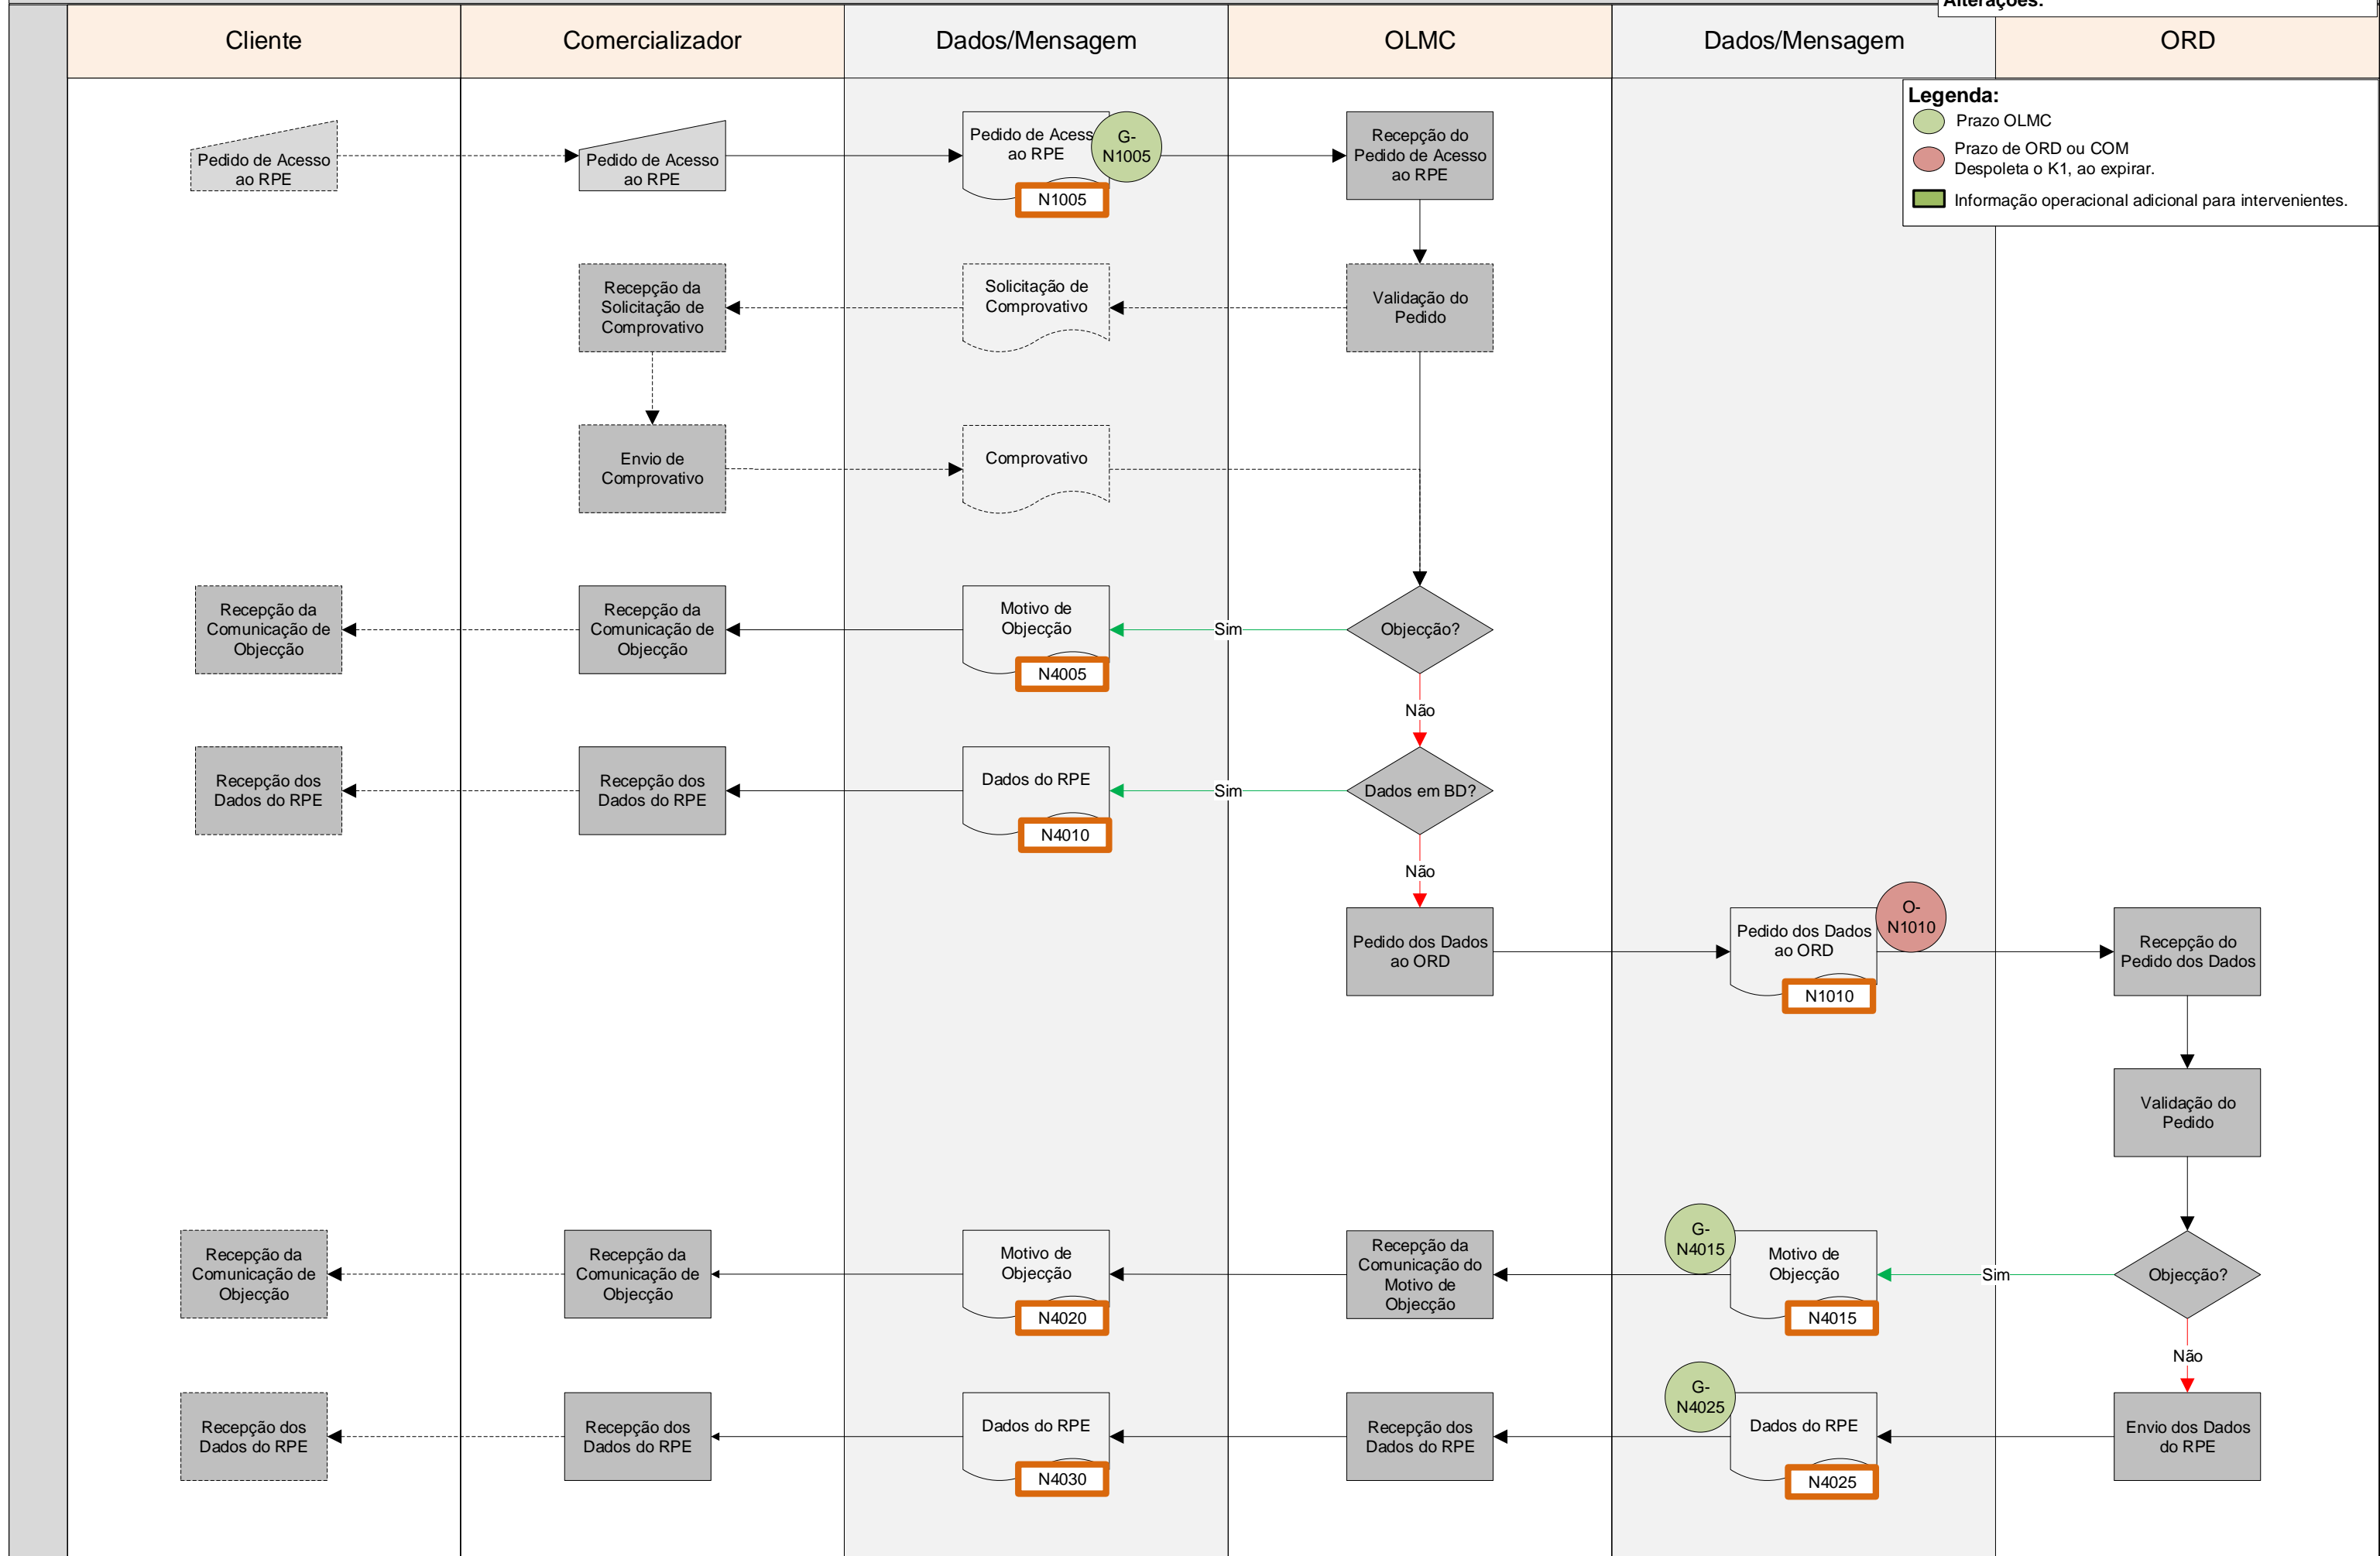 Alterações:
Cliente
Comercializador
Dados/Mensagem
OLMC
Dados/Mensagem
ORD
Legenda:
Prazo OLMC
Prazo de ORD ou COM
Despoleta o K1, ao expirar.
Informação operacional adicional para intervenientes.
Pedido de Acesso
ao RPE
Pedido de Acesso
ao RPE
Pedido de Acess
ao RPE
G-
N1005
N1005
Recepção do
Pedido de Acesso
ao RPE
Recepção da
Solicitação de
Comprovativo
Solicitação de
Comprovativo
Validação do
Pedido
Envio de
Comprovativo
Comprovativo
Recepção da
Comunicação de
Objecção
Recepção da
Comunicação de
Objecção
Motivo de
Objecção
N4005
Sim
Objecção?
Não
Recepção dos
Dados do RPE
Recepção dos
Dados do RPE
Dados do RPE
N4010
Sim
Dados em BD?
Não
Pedido dos Dados
ao ORD
Pedido dos Dados
ao ORD
O-
N1010
N1010
Recepção do
Pedido dos Dados
Validação do
Pedido
Recepção da
Comunicação de
Objecção
Recepção da
Comunicação de
Objecção
Motivo de
Objecção
N4020
Recepção da
Comunicação do
Motivo de
Objecção
G-
N4015
Motivo de
Objecção
N4015
Sim
Objecção?
Não
Recepção dos
Dados do RPE
Recepção dos
Dados do RPE
Dados do RPE
N4030
Recepção dos
Dados do RPE
G-
N4025
Dados do RPE
N4025
Envio dos Dados
do RPE